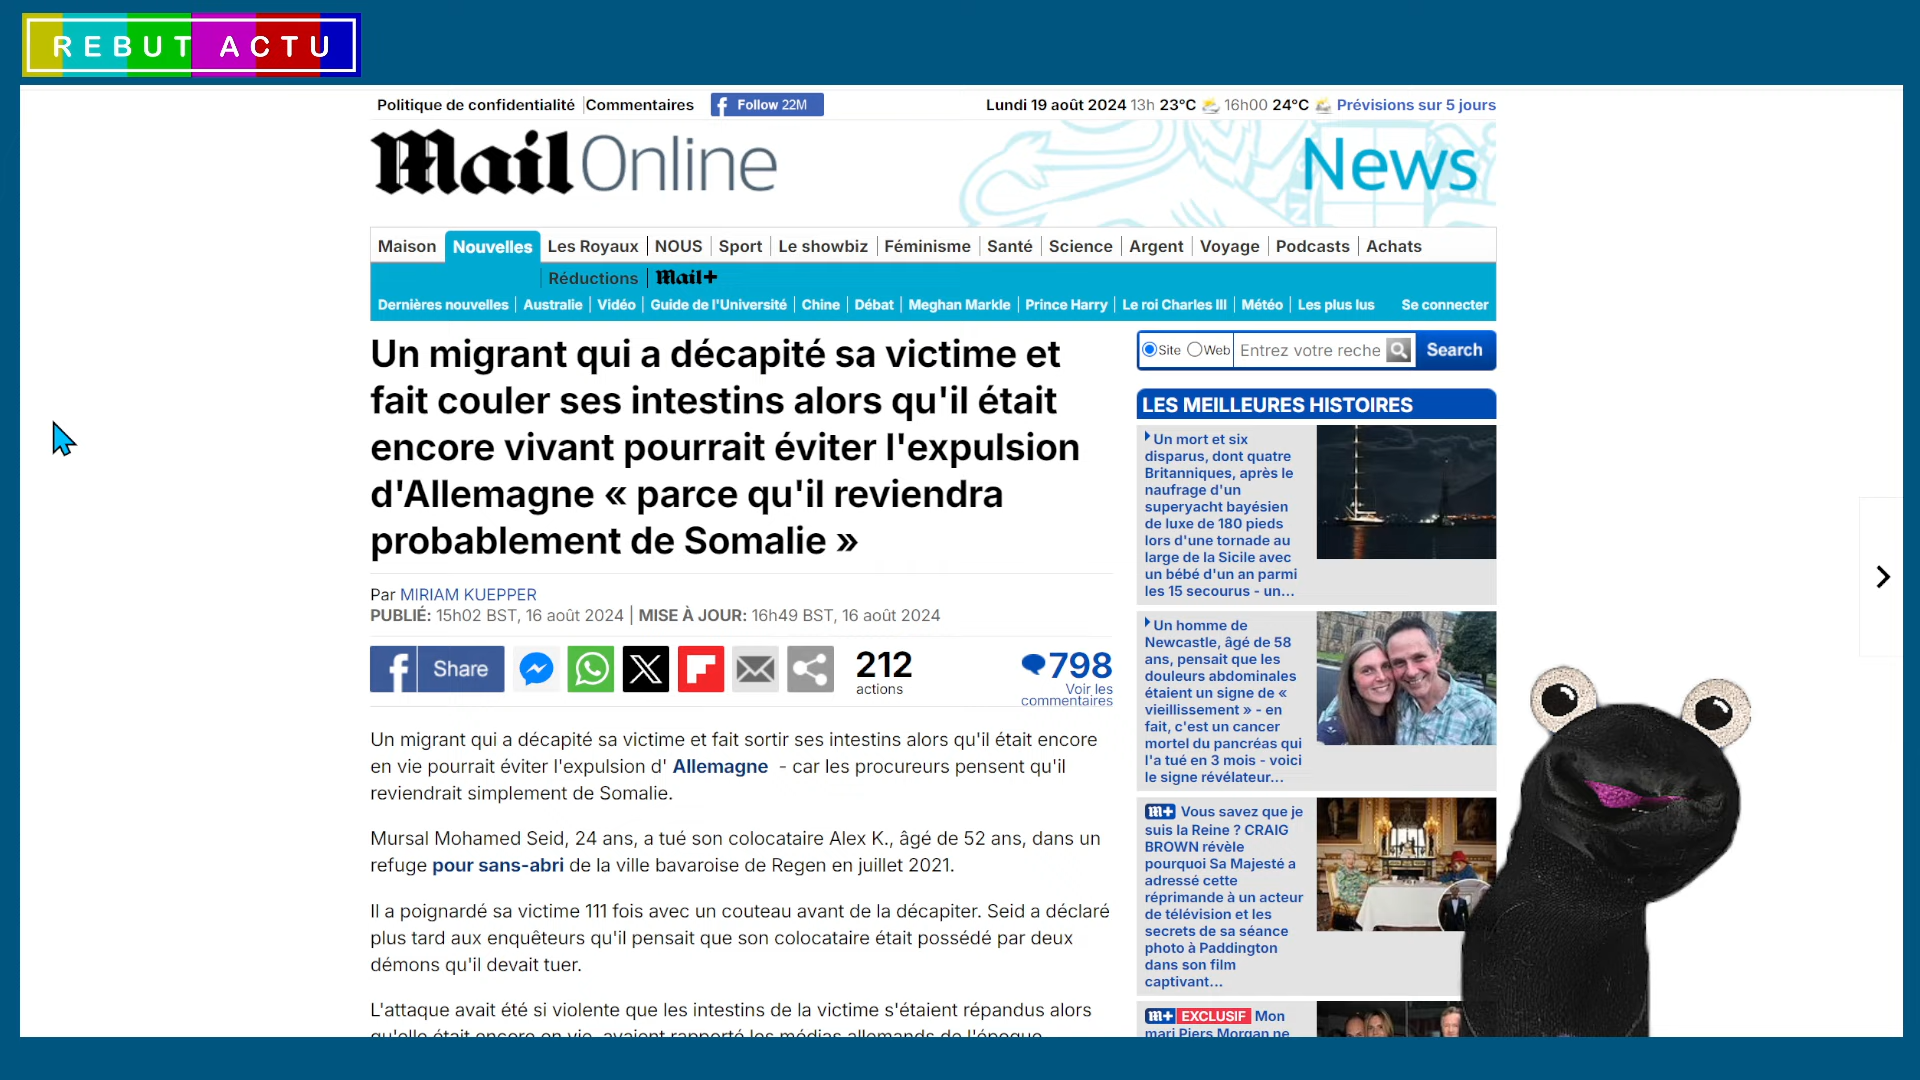 REBUT ACTU
Politique de confidentialité
Commentaires
Follow 22M
Lundi 19 août 2024 13h 23°C 16h00 24°C Prévisions sur 5 jours
Mail Online
News
Maison Nouvelles Les Royaux NOUS Sport Le showbiz Féminisme Santé Science Argent Voyage Podcasts Achats
Réductions Mail+
Dernières nouvelles Australie Vidéo Guide de l'Université Chine Débat Meghan Markle Prince Harry Le roi Charles III Météo Les plus lus Se connecter
Un migrant qui a décapité sa victime et
fait couler ses intestins alors qu'il était
encore vivant pourrait éviter l'expulsion
d'Allemagne « parce qu'il reviendra
probablement de Somalie »
Par MIRIAM KUEPPER
PUBLIÉ: 15h02 BST, 16 août 2024 | MISE À JOUR: 16h49 BST, 16 août 2024
Share
212
actions
798
Voir les
commentaires
Un migrant qui a décapité sa victime et fait sortir ses intestins alors qu'il était encore
en vie pourrait éviter l'expulsion d' Allemagne - car les procureurs pensent qu'il
reviendrait simplement de Somalie.
Mursal Mohamed Seid, 24 ans, a tué son colocataire Alex K., âgé de 52 ans, dans un
refuge pour sans-abri de la ville bavaroise de Regen en juillet 2021.
Il a poignardé sa victime 111 fois avec un couteau avant de la décapiter. Seid a déclaré
plus tard aux enquêteurs qu'il pensait que son colocataire était possédé par deux
démons qu'il devait tuer.
L'attaque avait été si violente que les intestins de la victime s'étaient répandus alors
qu'elle était encore en vie, avaient rapporté les médias allemands de l'époque.
Site Web Entrez votre reche Search
LES MEILLEURES HISTOIRES
Un mort et six
disparus, dont quatre
Britanniques, après le
naufrage d'un
superyacht bayésien
de luxe de 180 pieds
lors d'une tornade au
large de la Sicile avec
un bébé d'un an parmi
les 15 secourus - un...
Un homme de
Newcastle, âgé de 58
ans, pensait que les
douleurs abdominales
étaient un signe de «
vieillissement » - en
fait, c'est un cancer
mortel du pancréas qui
l'a tué en 3 mois - voici
le signe révélateur...
m+ Vous savez que je
suis la Reine ? CRAIG
BROWN révèle
pourquoi Sa Majesté a
adressé cette
réprimande à un acteur
de télévision et les
secrets de sa séance
photo à Paddington
dans son film
captivant...
m+ EXCLUSIF Mon
mari Piers Morgan ne